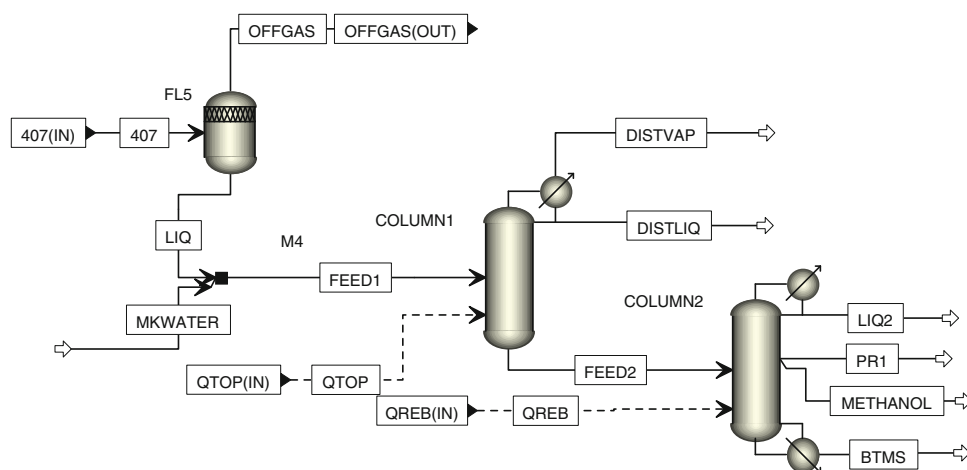 OFFGAS
OFFGAS(OUT)
FL5
407(IN)
407
DISTVAP
COLUMN1
DISTLIQ
LIQ
M4
FEED1
COLUMN2
MKWATER
LIQ2
PR1
QTOP(IN)
QTOP
FEED2
METHANOL
QREB(IN)
QREB
BTMS